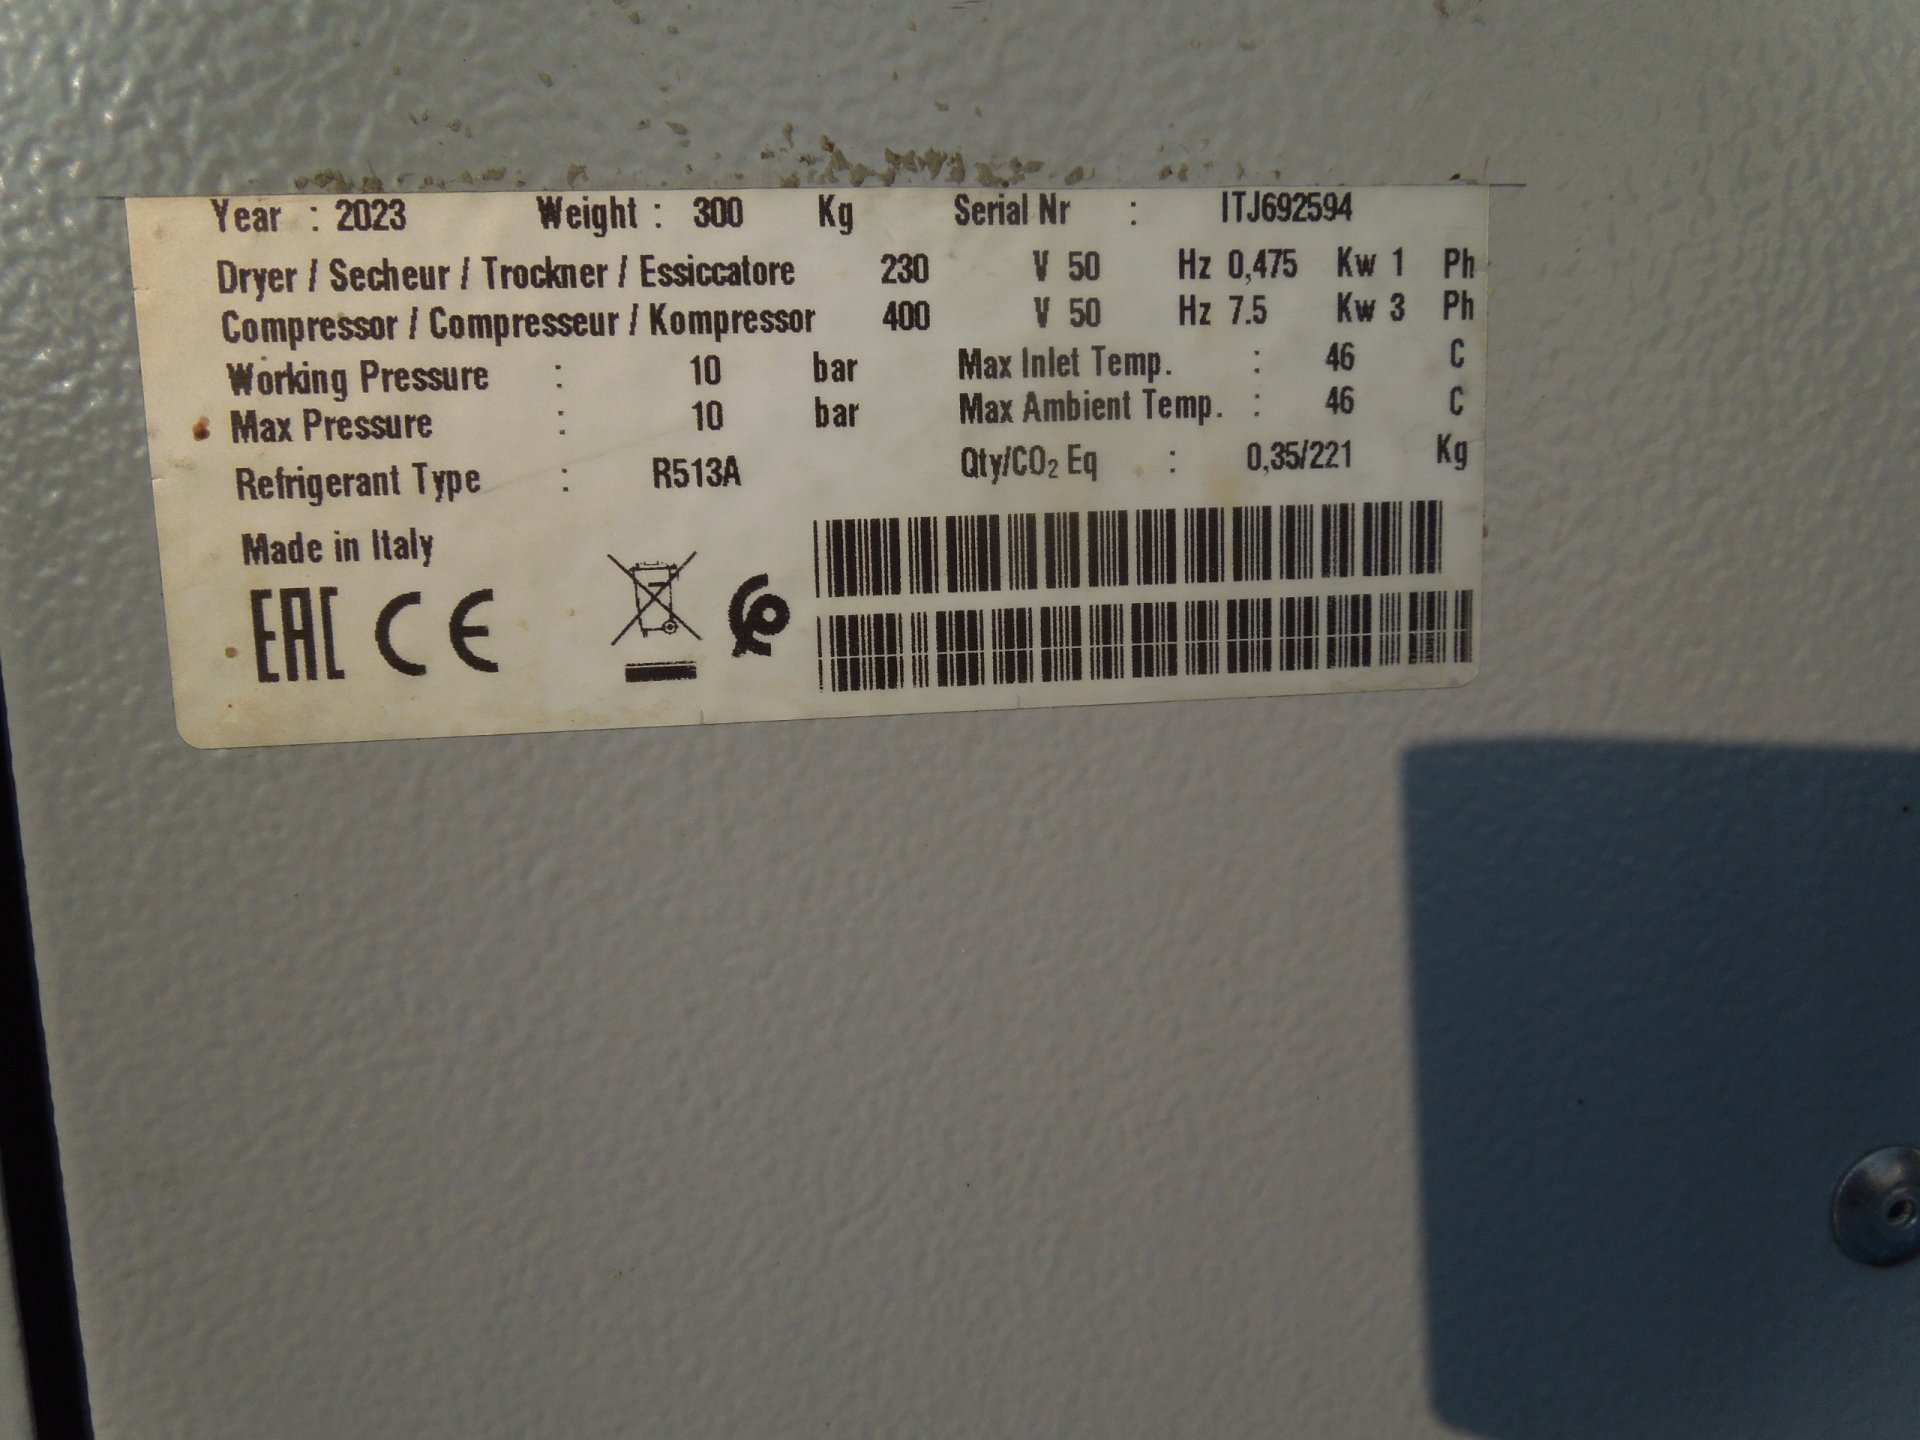 Year : 2023 Weight : 300 Kg Serial Nr : ITJ692594
Dryer / Secheur / Trockner / Essiccatore 230 V 50 Hz 0,475 Kw 1 Ph
Compressor / Compresseur / Kompressor 400 V 50 Hz 7.5 Kw 3 Ph
Working Pressure : 10 bar Max Inlet Temp. : 46 C
Max Pressure : 10 bar Max Ambient Temp. : 46 C
Refrigerant Type : R513A Qty/CO₂ Eq : 0,35/221 Kg
Made in Italy
EAC CE